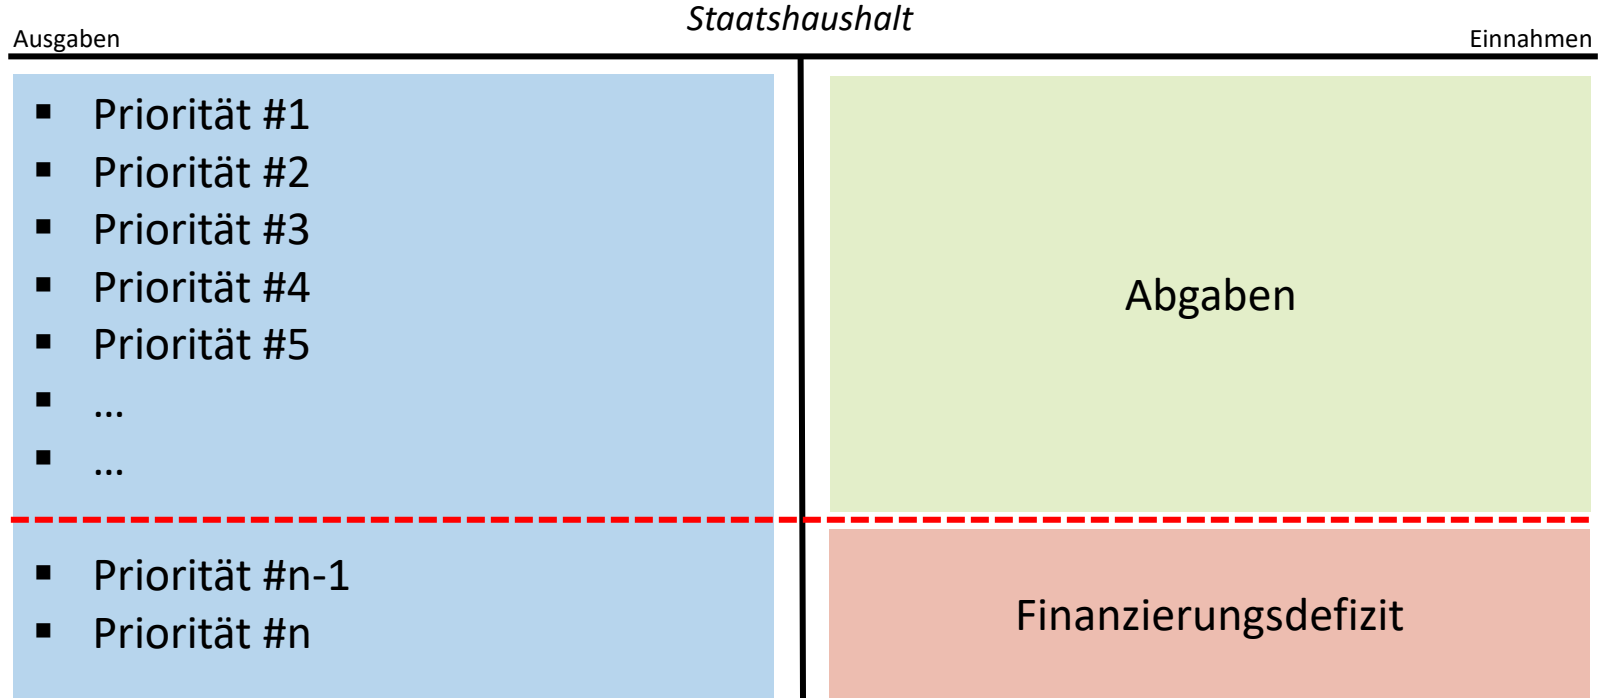 Staatshaushalt
Ausgaben
Einnahmen
▪ Priorität #1
▪ Priorität #2
▪ Priorität #3
▪ Priorität #4
▪ Priorität #5
▪ ...
▪ ...
▪ Priorität #n-1
▪ Priorität #n
Abgaben
Finanzierungsdefizit